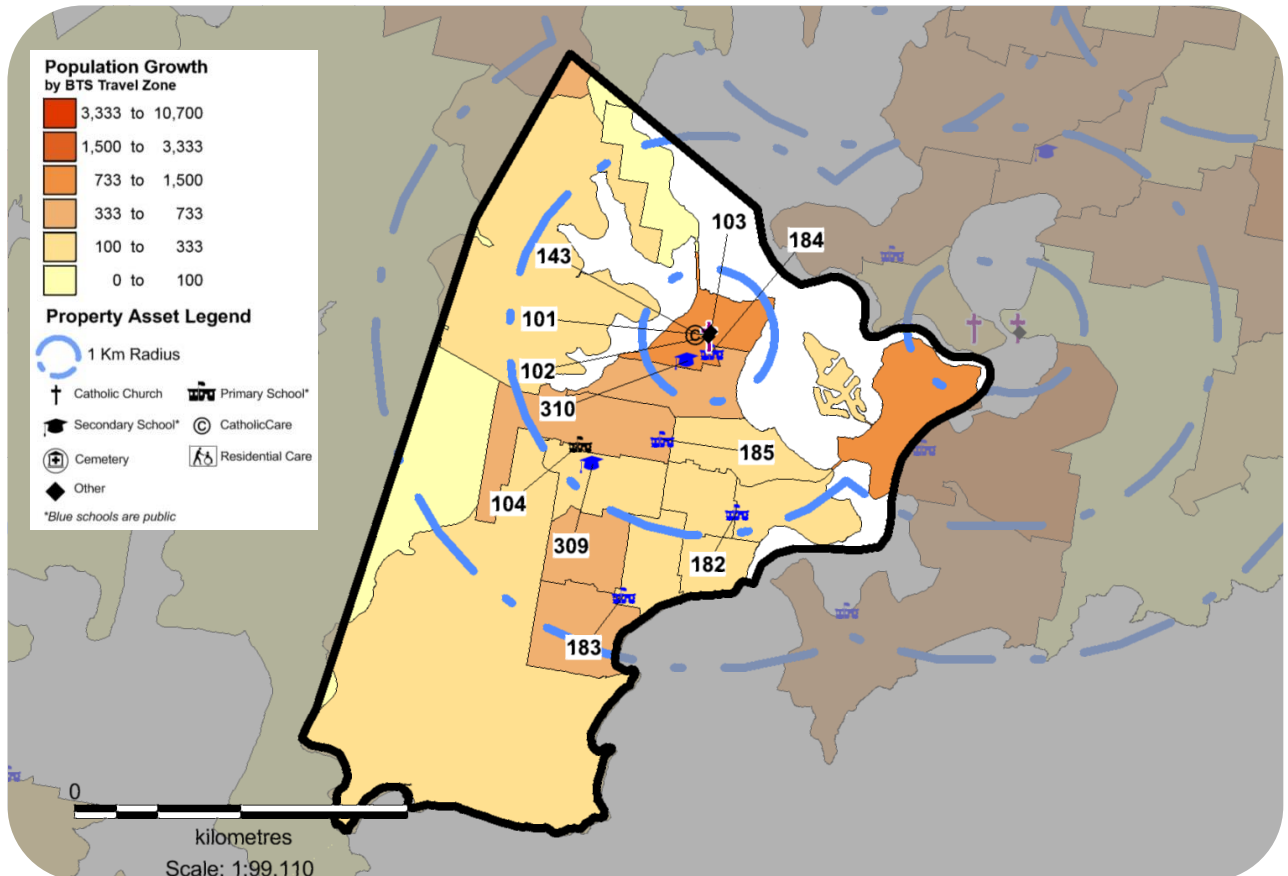 Population Growth
by BTS Travel Zone
3,333 to 10,700
1,500 to 3,333
733 to 1,500
333 to 733
100 to 333
0 to 100
Property Asset Legend
1 Km Radius
Catholic Church
Primary School*
Secondary School*
© CatholicCare
Cemetery
Residential Care
Other
*Blue schools are public
103
184
143
101
©
102
310
185
104
309
182
183
0
kilometres
Scale: 1:99,110